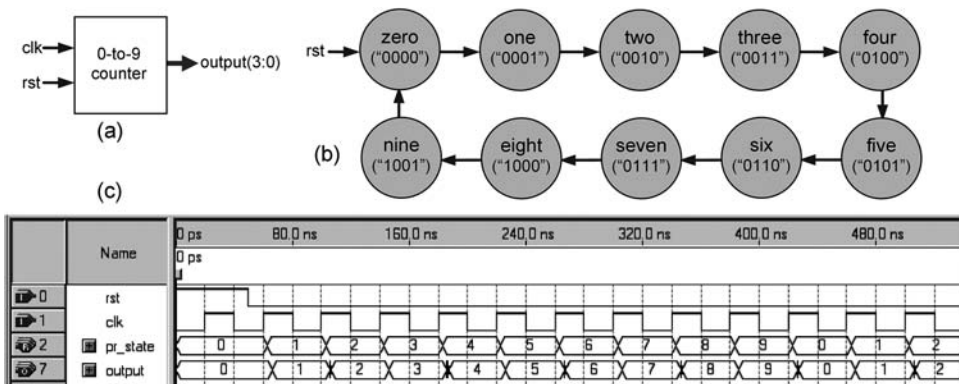 clk
rst
0-to-9
counter
output(3:0)
(a)
rst
zero
("0000")
one
("0001")
two
("0010")
three
("0011")
four
("0100")
(b)
nine
("1001")
eight
("1000")
seven
("0111")
six
("0110")
five
("0101")
(c)
Name
0 ps 80.0 ns 160.0 ns 240.0 ns 320.0 ns 400.0 ns 480.0 ns
0 ps
0 rst
1 clk
2 pr_state 0 1 2 3 4 5 6 7 8 9 0 1 2
7 output 0 1 2 3 4 5 6 7 8 9 0 1 2